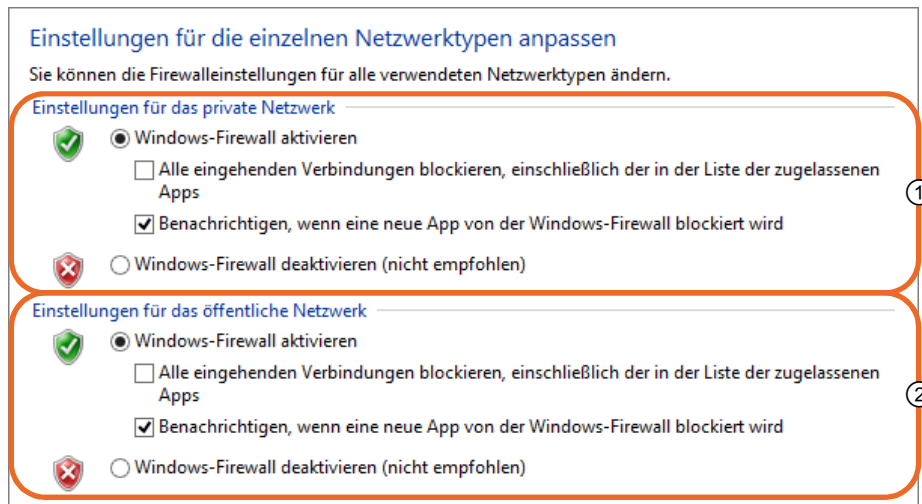 Einstellungen für die einzelnen Netzwerktypen anpassen
Sie können die Firewalleinstellungen für alle verwendeten Netzwerktypen ändern.
Einstellungen für das private Netzwerk
Windows-Firewall aktivieren
Alle eingehenden Verbindungen blockieren, einschließlich der in der Liste der zugelassenen
Apps
①
Benachrichtigen, wenn eine neue App von der Windows-Firewall blockiert wird
Windows-Firewall deaktivieren (nicht empfohlen)
Einstellungen für das öffentliche Netzwerk
Windows-Firewall aktivieren
Alle eingehenden Verbindungen blockieren, einschließlich der in der Liste der zugelassenen
Apps
②
Benachrichtigen, wenn eine neue App von der Windows-Firewall blockiert wird
Windows-Firewall deaktivieren (nicht empfohlen)